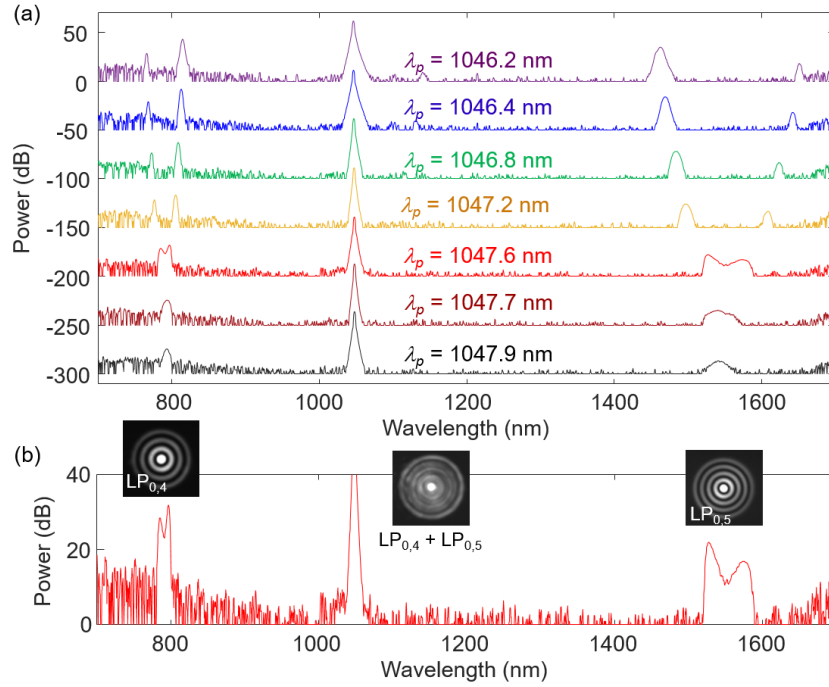 (a)
50
0
-50
-100
-150
-200
-250
-300
Power (dB)
λp = 1046.2 nm
λp = 1046.4 nm
λp = 1046.8 nm
λp = 1047.2 nm
λp = 1047.6 nm
λp = 1047.7 nm
λp = 1047.9 nm
800 1000 1200 1400 1600
Wavelength (nm)
(b)
LP0,4
LP0,4 + LP0,5
LP0,5
40
20
0
Power (dB)
800 1000 1200 1400 1600
Wavelength (nm)